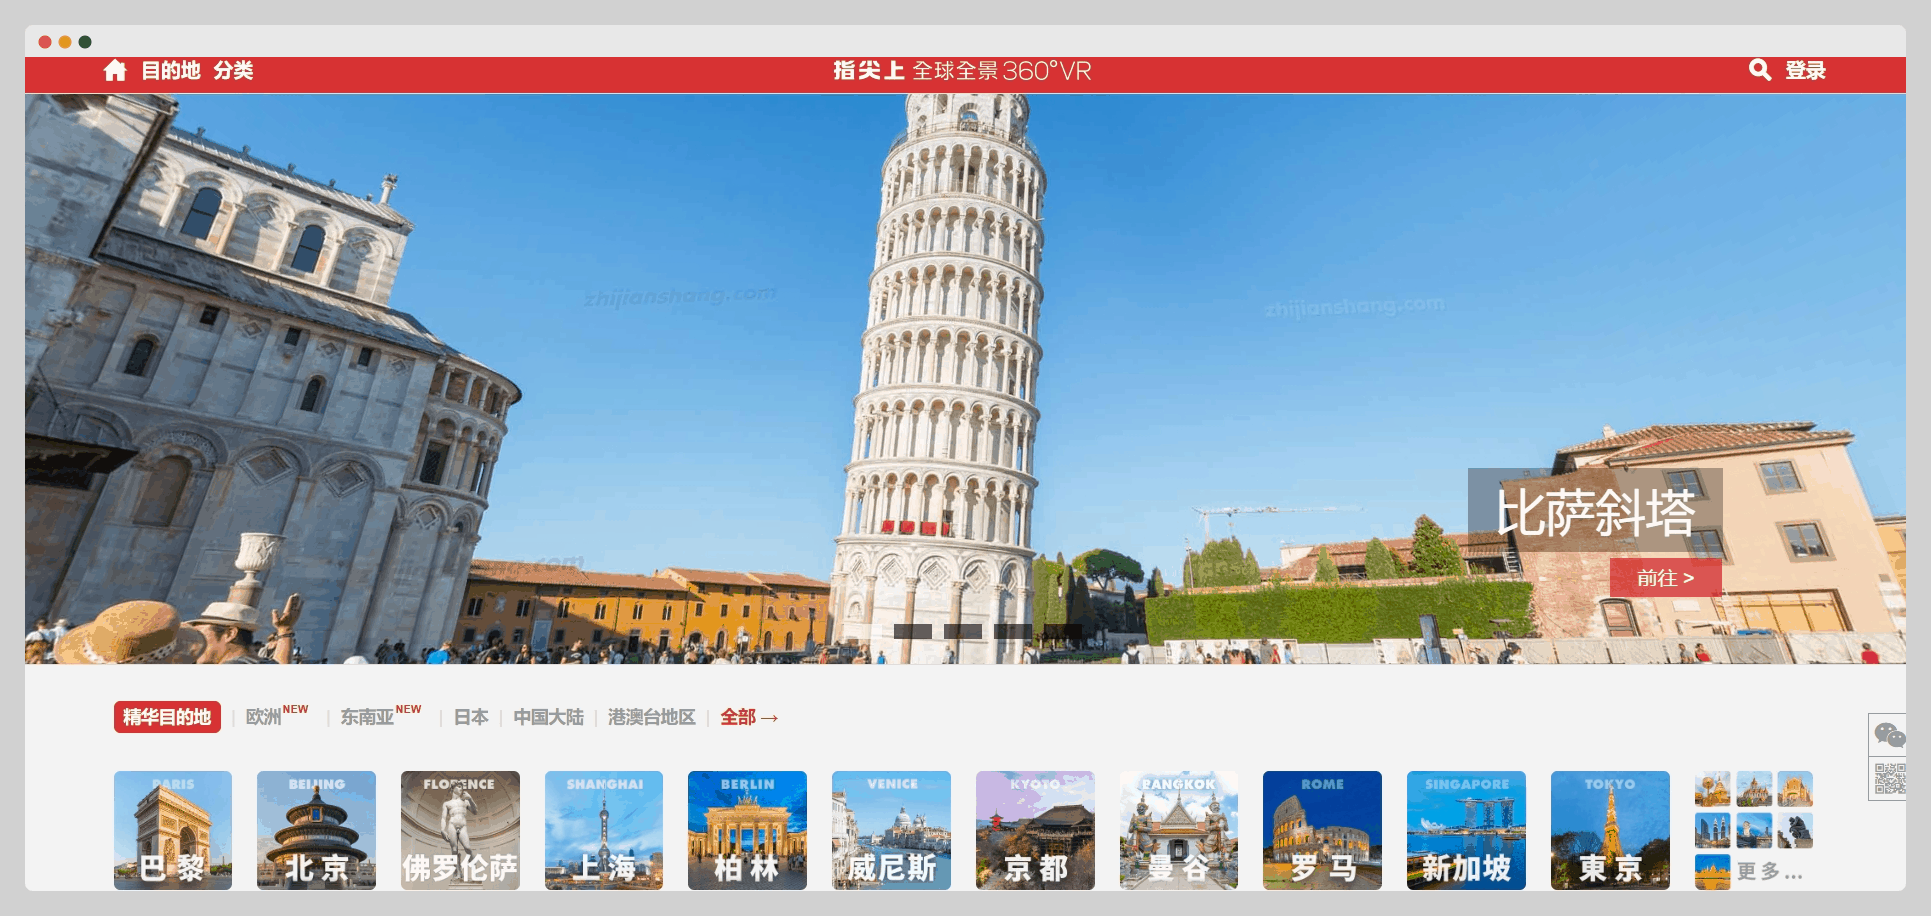 目的地 分类
指尖上 全球全景 360°VR
登录
zhijianshang.com
zhijianshang.com
比萨斜塔
前往 >
精华目的地 | 欧洲NEW | 东南亚NEW | 日本 | 中国大陆 | 港澳台地区 | 全部→
PARIS
巴黎
BEIJING
北京
FLORENCE
佛罗伦萨
SHANGHAI
上海
BERLIN
柏林
VENICE
威尼斯
KYOTO
京都
BANGKOK
曼谷
ROME
罗马
SINGAPORE
新加坡
TOKYO
東京
更多...